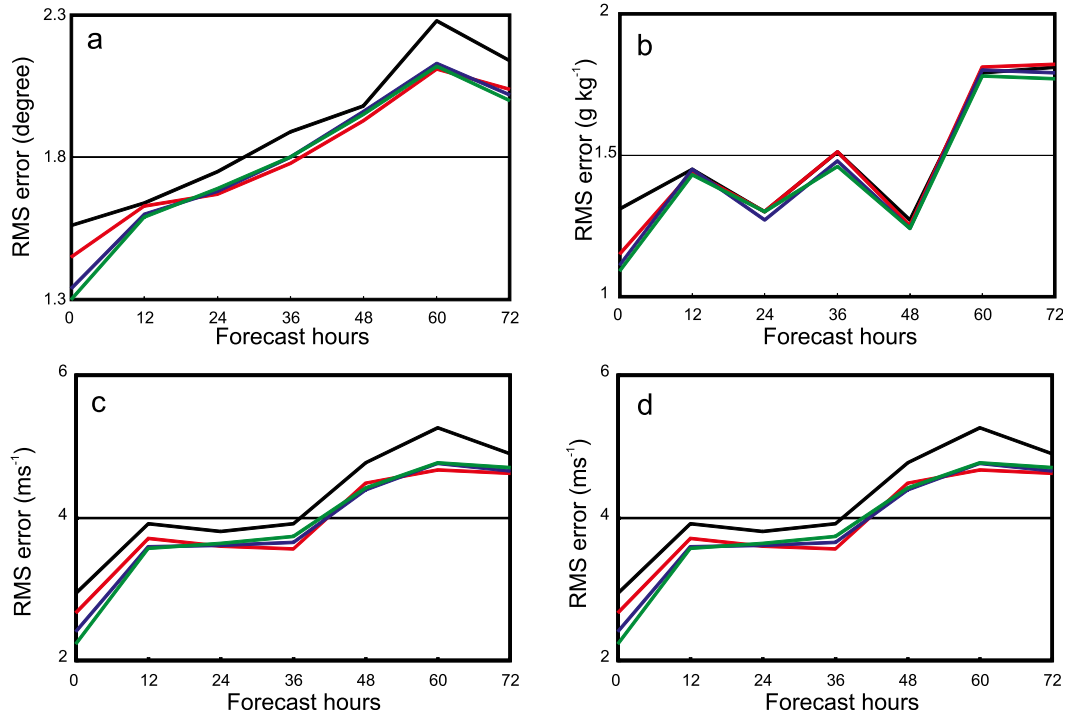 a
2.3
1.8
1.3
RMS error (degree)
0 12 24 36 48 60 72
Forecast hours
b
2
1.5
1
RMS error (g kg⁻¹)
0 12 24 36 48 60 72
Forecast hours
c
6
4
2
RMS error (ms⁻¹)
0 12 24 36 48 60 72
Forecast hours
d
6
4
2
RMS error (ms⁻¹)
0 12 24 36 48 60 72
Forecast hours